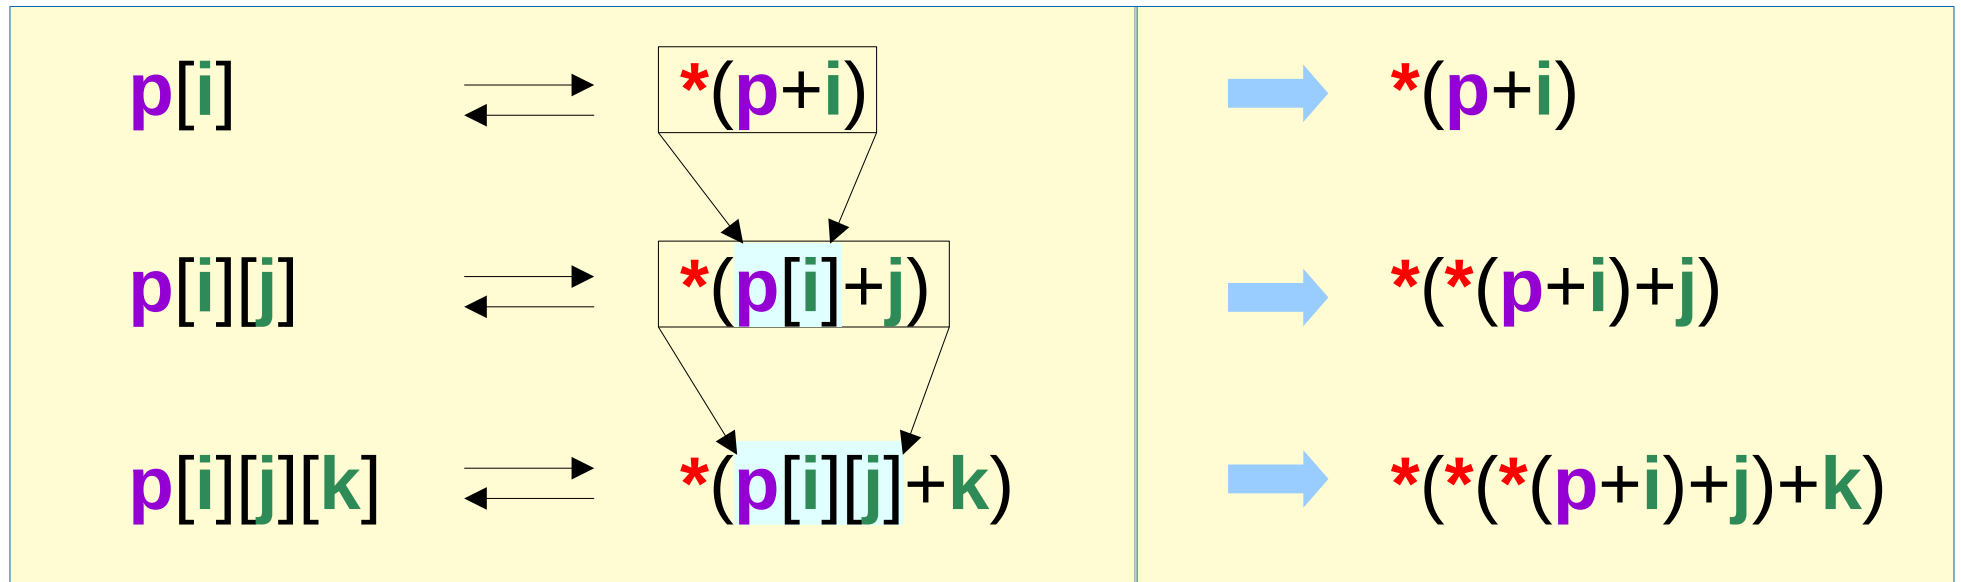 p[i] *(p+i) *(p+i)
p[i][j] *(p[i]+j) *(*(p+i)+j)
p[i][j][k] *(p[i][j]+k) *(*(*(p+i)+j)+k)